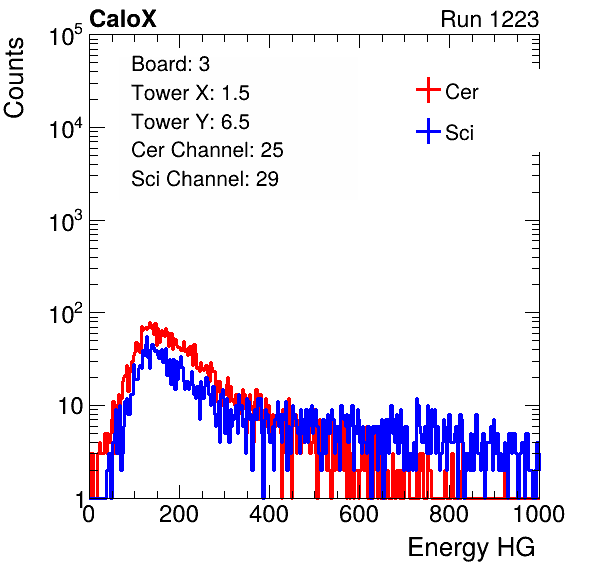 CaloX Run 1223
Counts
10^5
10^4
10^3
10^2
10
1
Board: 3
Tower X: 1.5
Tower Y: 6.5
Cer Channel: 25
Sci Channel: 29
Cer
Sci
0 200 400 600 800 1000
Energy HG